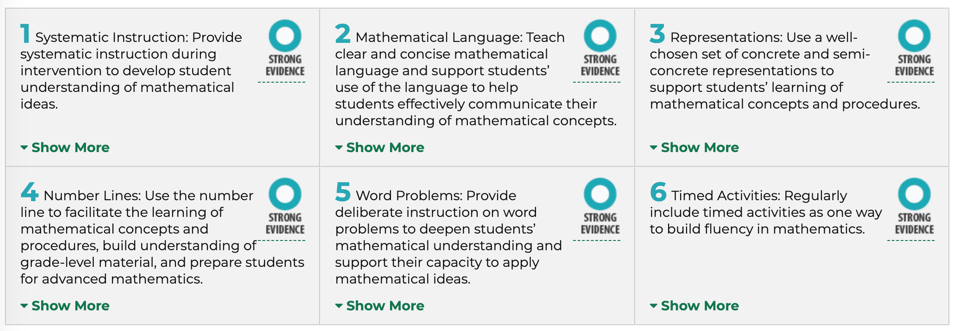 1 Systematic Instruction: Provide
systematic instruction during
intervention to develop student
understanding of mathematical
ideas.
STRONG
EVIDENCE
Show More
2 Mathematical Language: Teach
clear and concise mathematical
language and support students’
use of the language to help
students effectively communicate their
understanding of mathematical concepts.
STRONG
EVIDENCE
Show More
3 Representations: Use a well-
chosen set of concrete and semi-
concrete representations to
support students’ learning of
mathematical concepts and procedures.
STRONG
EVIDENCE
Show More
4 Number Lines: Use the number
line to facilitate the learning of
mathematical concepts and
procedures, build understanding of
grade-level material, and prepare students
for advanced mathematics.
STRONG
EVIDENCE
Show More
5 Word Problems: Provide
deliberate instruction on word
problems to deepen students’
mathematical understanding and
support their capacity to apply
mathematical ideas.
STRONG
EVIDENCE
Show More
6 Timed Activities: Regularly
include timed activities as one way
to build fluency in mathematics.
STRONG
EVIDENCE
Show More